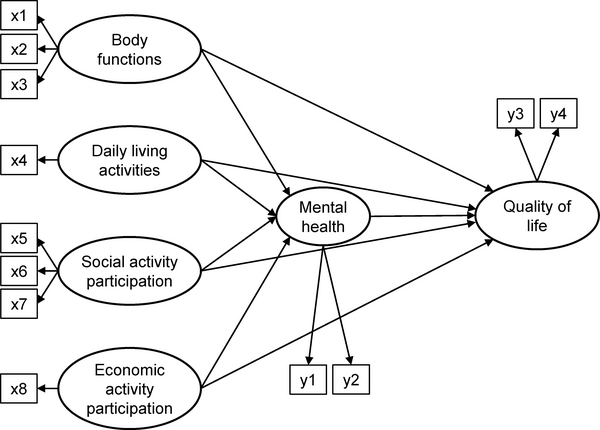 x1
x2
x3
Body
functions
x4
Daily living
activities
x5
x6
x7
Social activity
participation
x8
Economic
activity
participation
Mental
health
y1
y2
y3
y4
Quality of
life